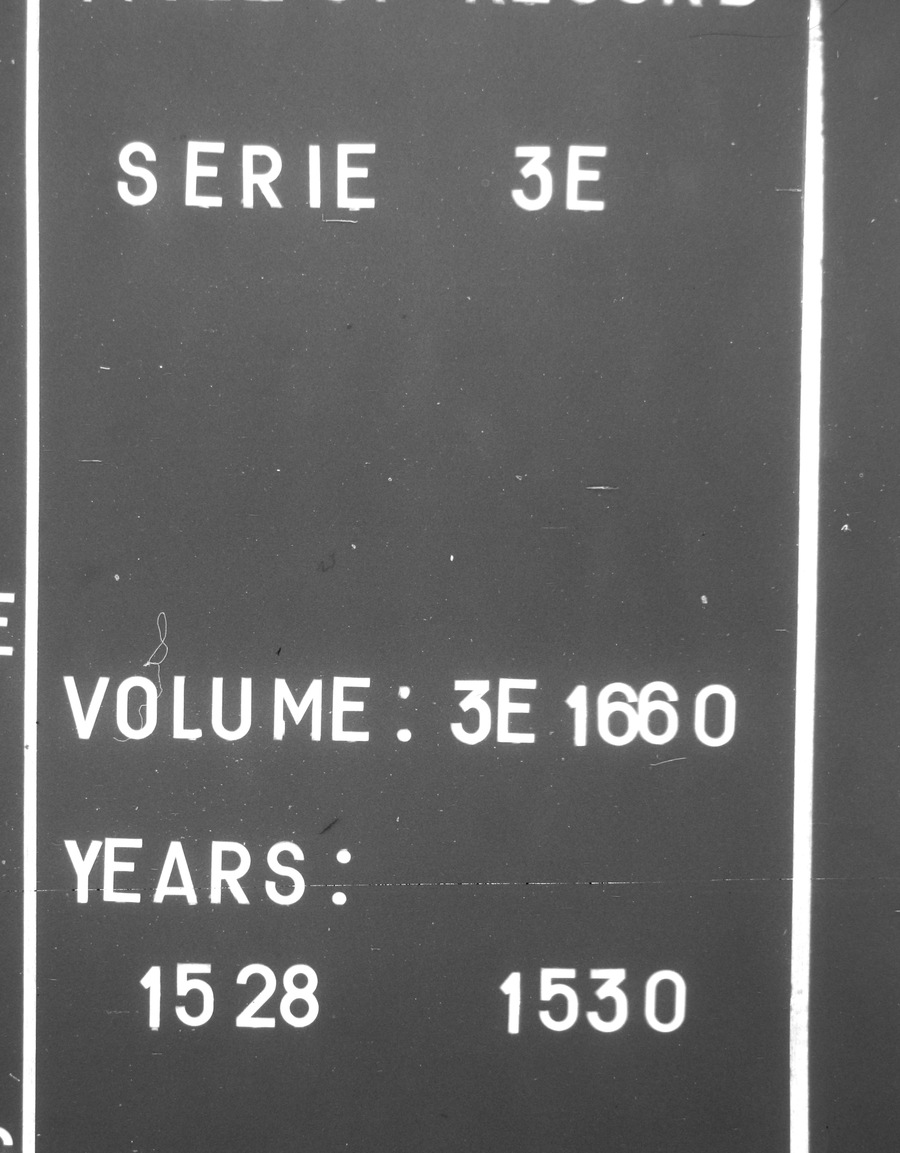 SERIE 3E
VOLUME: 3E 1660
YEARS:
1528 1530